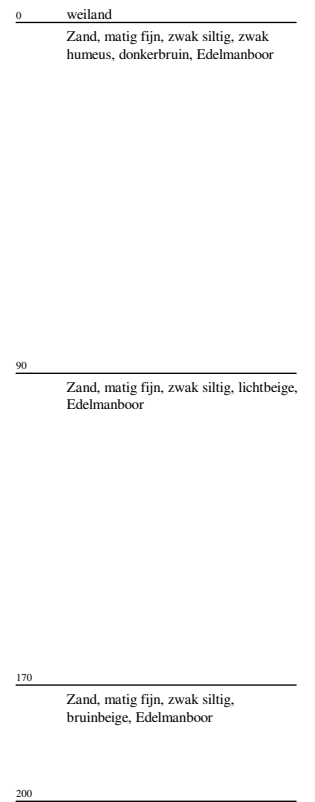 0 weiland
Zand, matig fijn, zwak siltig, zwak
humeus, donkerbruin, Edelmanboor
90
Zand, matig fijn, zwak siltig, lichtbeige,
Edelmanboor
170
Zand, matig fijn, zwak siltig,
bruinbeige, Edelmanboor
200